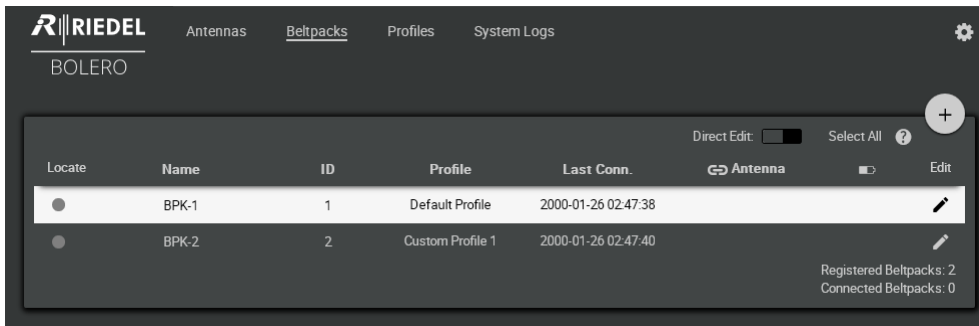 RIEDEL Antennas Beltpacks Profiles System Logs
BOLERO
+
Direct Edit: Select All ?
Locate Name ID Profile Last Conn. Antenna Edit
BPK-1 1 Default Profile 2000-01-26 02:47:38
BPK-2 2 Custom Profile 1 2000-01-26 02:47:40
Registered Beltpacks: 2
Connected Beltpacks: 0